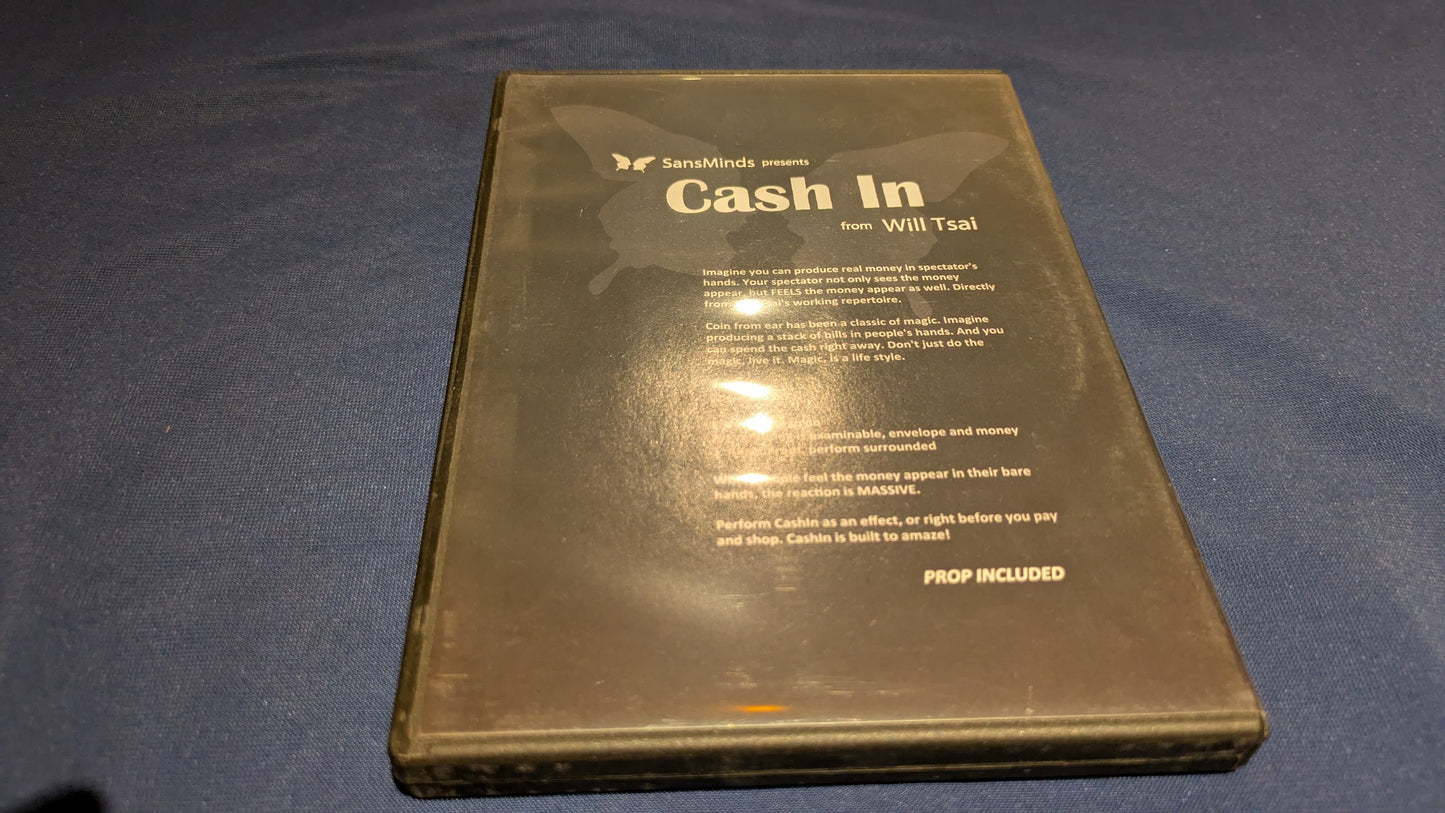 SansMinds presents
Cash In
from Will Tsai
Imagine you can produce real money in spectator's
hands. Your spectator not only sees the money
appear, but FEELS the money appear as well. Directly
from working repertoire.
Coin from ear has been a classic of magic. Imagine
producing a stack of bills in people's hands. And you
can spend the cash right away. Don't just do the
magic, live it. Magic, is a life style.
examinable, envelope and money
perform surrounded
feel the money appear in their bare
hands, the reaction is MASSIVE.
Perform CashIn as an effect, or right before you pay
and shop. CashIn is built to amaze!
PROP INCLUDED